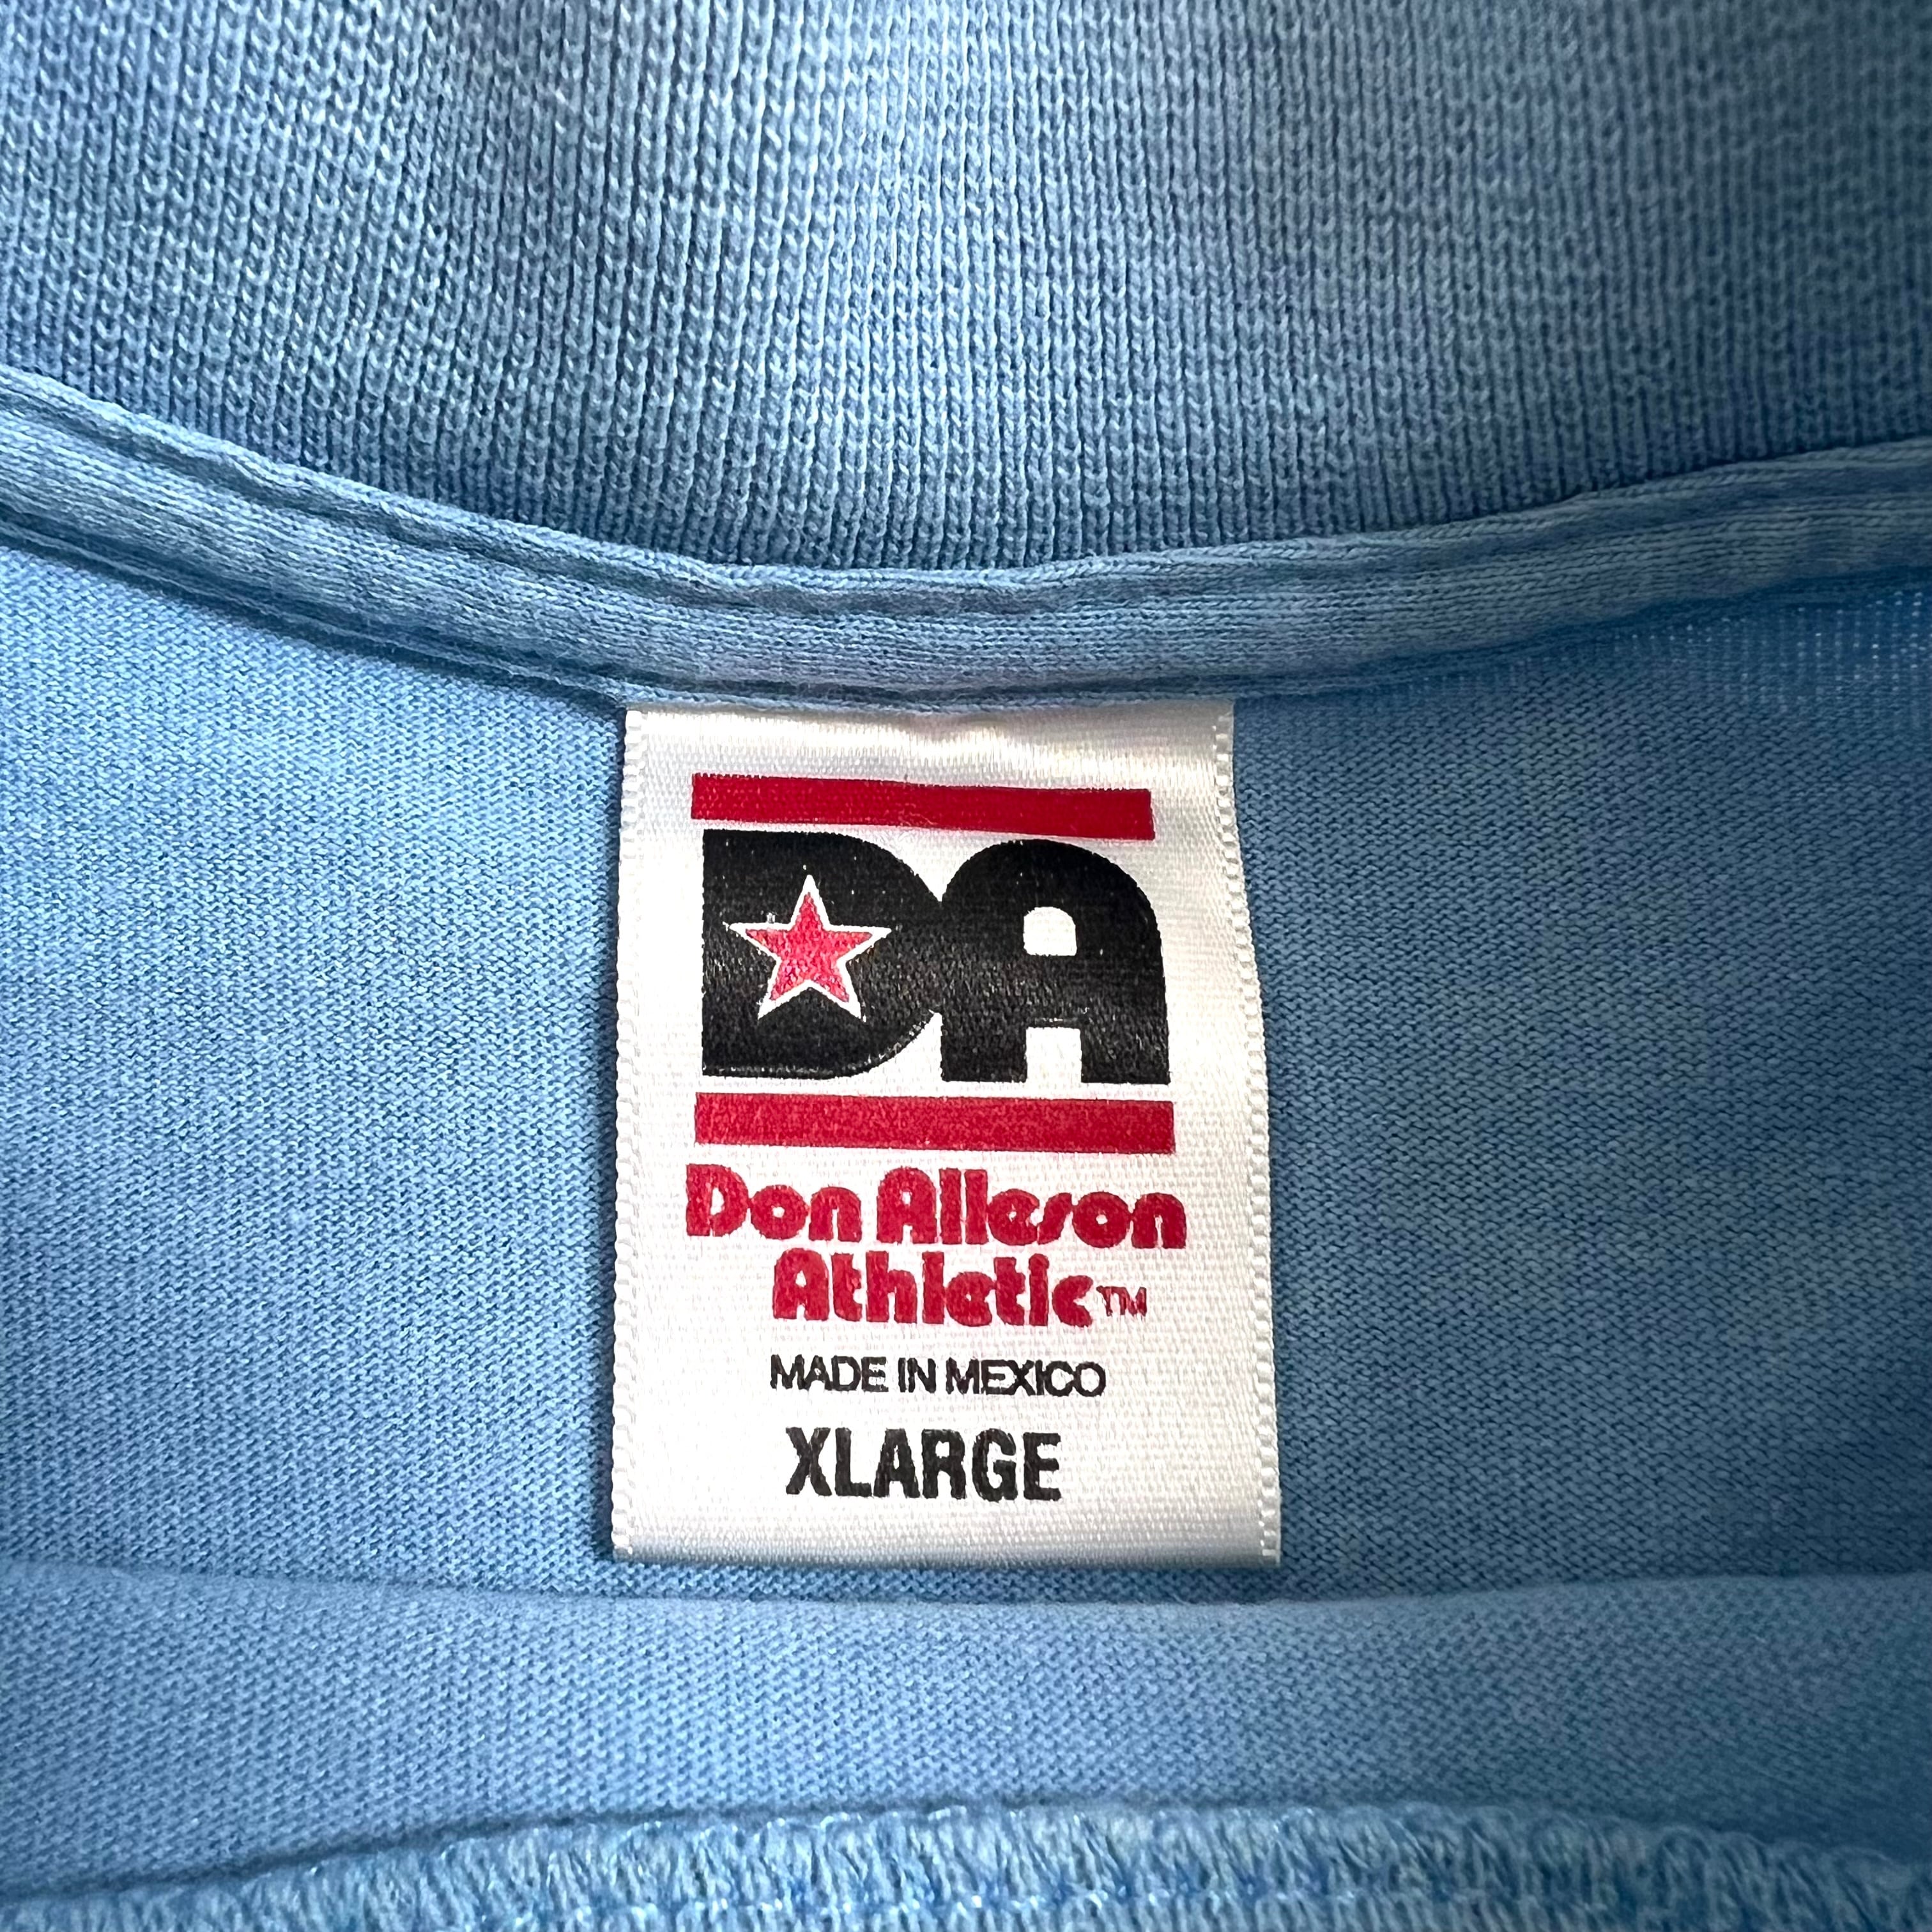 DA
Don Alleson
Athletic™
MADE IN MEXICO
XLARGE